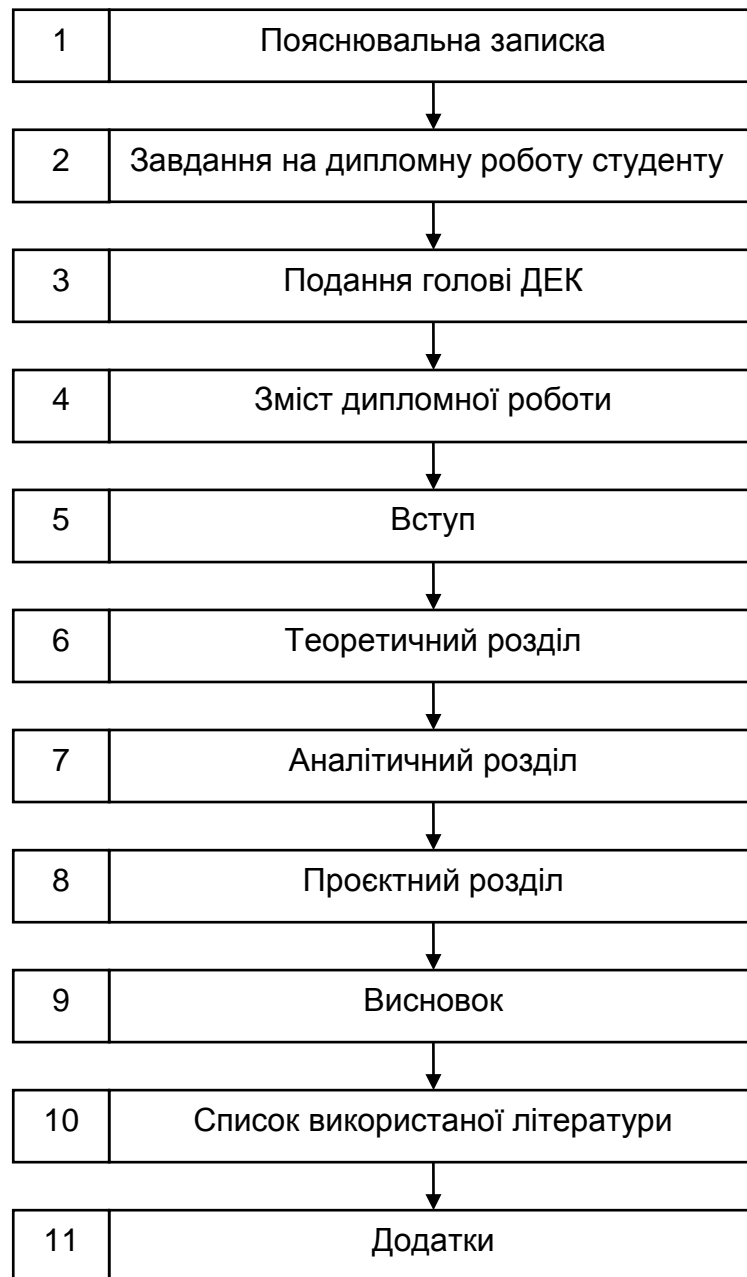 1 Пояснювальна записка
2 Завдання на дипломну роботу студенту
3 Подання голові ДЕК
4 Зміст дипломної роботи
5 Вступ
6 Теоретичний розділ
7 Аналітичний розділ
8 Проєктний розділ
9 Висновок
10 Список використаної літератури
11 Додатки